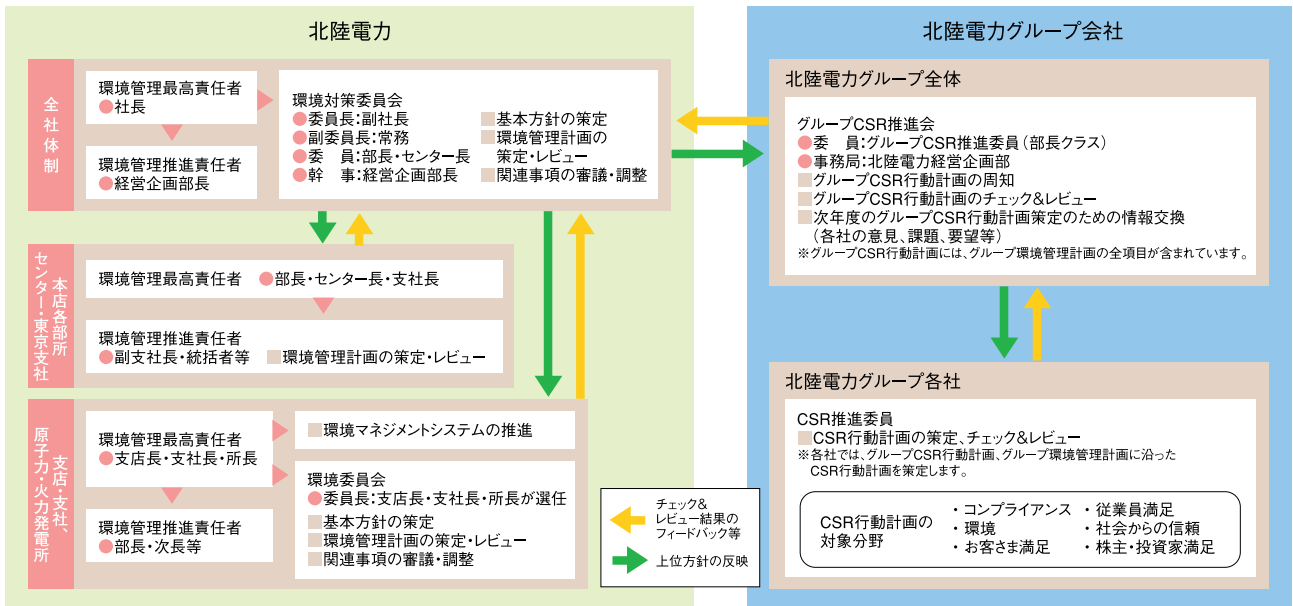 北陸電力
全社体制
環境管理最高責任者
●社長
環境管理推進責任者
●経営企画部長
環境対策委員会
●委員長:副社長
●副委員長:常務
●委　員:部長・センター長
●幹　事:経営企画部長
■基本方針の策定
■環境管理計画の
策定・レビュー
■関連事項の審議・調整
本店各部所
センター・東京支社
環境管理最高責任者　●部長・センター長・支社長
環境管理推進責任者
●副支社長・統括者等　■環境管理計画の策定・レビュー
支店・支社、
原子力・火力発電所
環境管理最高責任者
●支店長・支社長・所長
環境管理推進責任者
●部長・次長等
■環境マネジメントシステムの推進
環境委員会
●委員長:支店長・支社長・所長が選任
■基本方針の策定
■環境管理計画の策定・レビュー
■関連事項の審議・調整
チェック&
レビュー結果の
フィードバック等
上位方針の反映
北陸電力グループ会社
北陸電力グループ全体
グループCSR推進会
●委　員:グループCSR推進委員(部長クラス)
●事務局:北陸電力経営企画部
■グループCSR行動計画の周知
■グループCSR行動計画のチェック&レビュー
■次年度のグループCSR行動計画策定のための情報交換
(各社の意見、課題、要望等)
※グループCSR行動計画には、グループ環境管理計画の全項目が含まれています。
北陸電力グループ各社
CSR推進委員
■CSR行動計画の策定、チェック&レビュー
※各社では、グループCSR行動計画、グループ環境管理計画に沿った
CSR行動計画を策定します。
CSR行動計画の
対象分野
・コンプライアンス
・環境
・お客さま満足
・従業員満足
・社会からの信頼
・株主・投資家満足